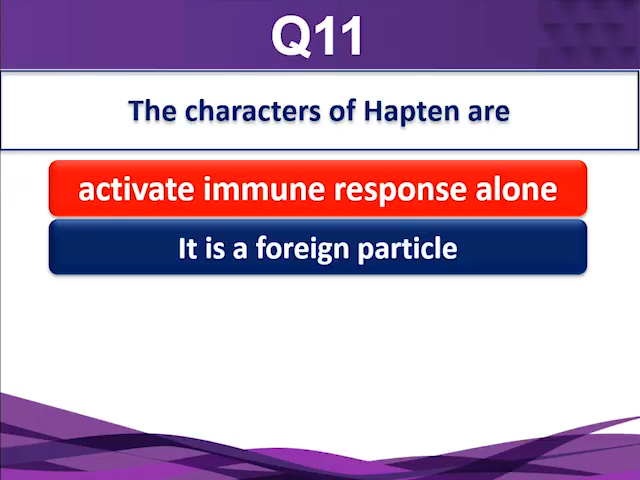 Q11
The characters of Hapten are
activate immune response alone
It is a foreign particle